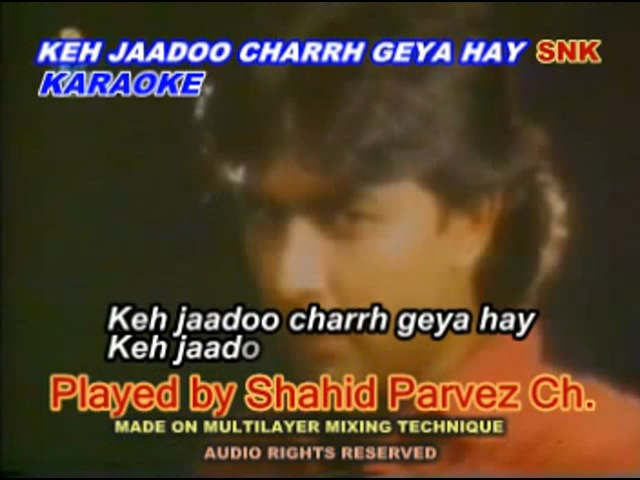 KEH JAADOO CHARRH GEYA HAY SNK
KARAOKE
Keh jaadoo charrh geya hay
Keh jaado
Played by Shahid Parvez Ch.
MADE ON MULTILAYER MIXING TECHNIQUE
AUDIO RIGHTS RESERVED